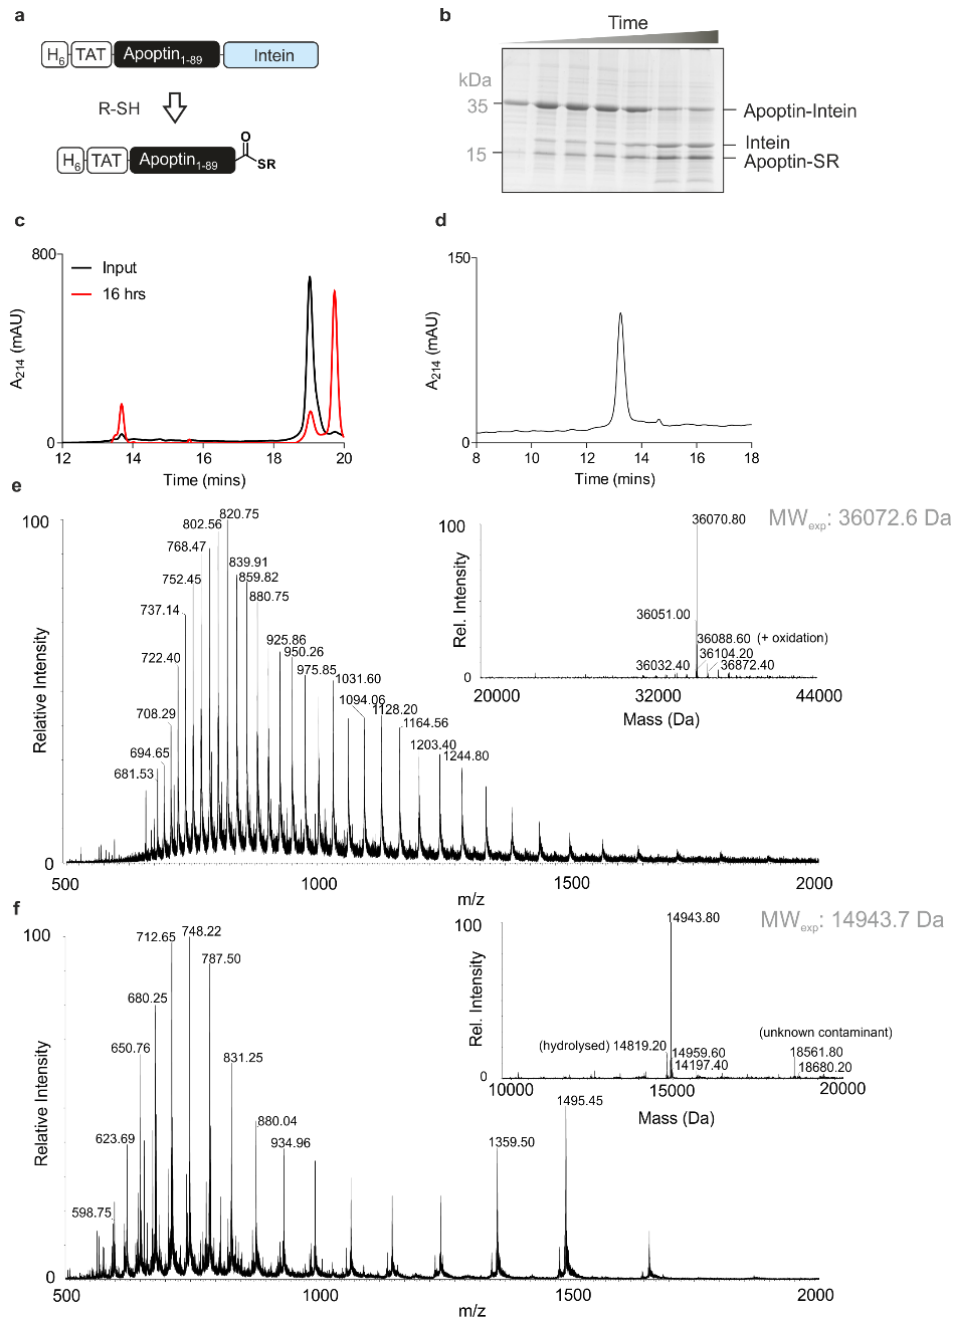 a
H6 TAT Apoptin1-89 Intein
R-SH
O
H6 TAT Apoptin1-89 SR
b
Time
kDa
35
15
Apoptin-Intein
Intein
Apoptin-SR
c
800
0
A214 (mAU)
Input
16 hrs
12 14 16 18 20
Time (mins)
d
150
0
A214 (mAU)
8 10 12 14 16 18
Time (mins)
e
100
0
Relative Intensity
681.53
694.65
708.29
722.40
737.14
752.45
768.47
802.56
820.75
839.91
859.82
880.75
925.86
950.26
975.85
1031.60
1094.06
1128.20
1164.56
1203.40
1244.80
500 1000 1500 2000
m/z
MWexp: 36072.6 Da
100
0
Rel. Intensity
36070.80
36051.00
36088.60 (+ oxidation)
36104.20
36032.40
36872.40
20000 32000 44000
Mass (Da)
f
100
0
Relative Intensity
598.75
623.69
650.76
680.25
712.65
748.22
787.50
831.25
880.04
934.96
1359.50
1495.45
500 1000 1500 2000
m/z
MWexp: 14943.7 Da
100
0
Rel. Intensity
14943.80
(hydrolysed) 14819.20
14959.60
14197.40
(unknown contaminant)
18561.80
18680.20
10000 15000 20000
Mass (Da)